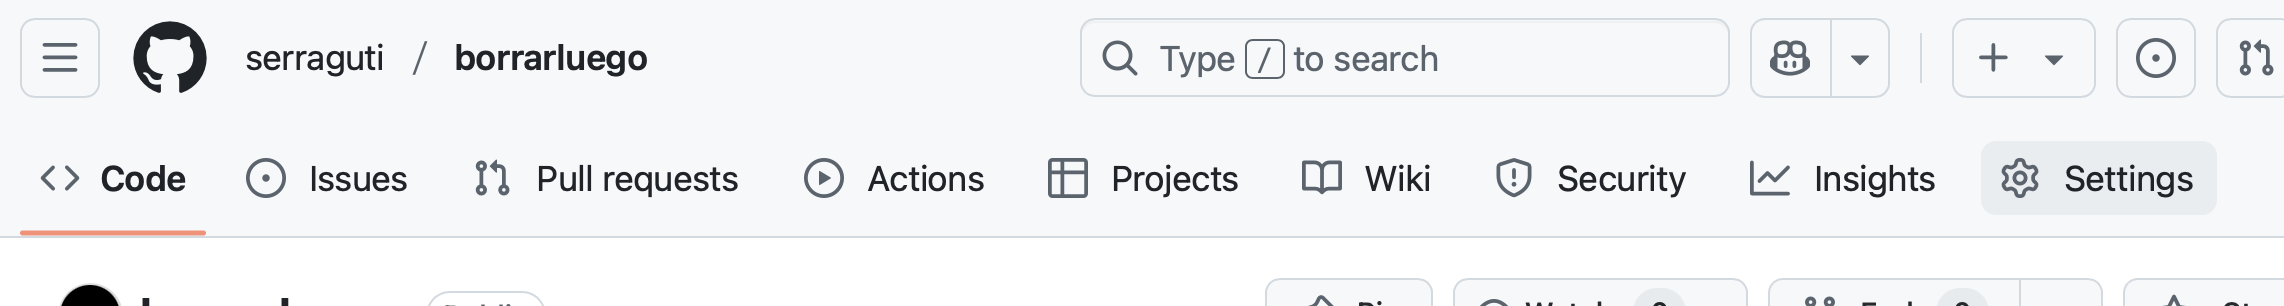 serraguti / borrarluego
Type / to search
Code Issues Pull requests Actions Projects Wiki Security Insights Settings